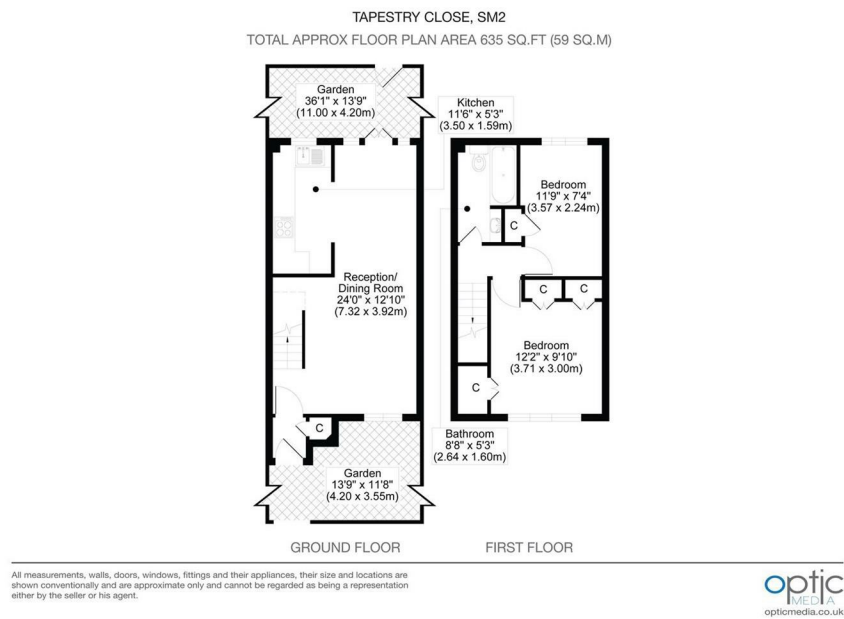 TAPESTRY CLOSE, SM2
TOTAL APPROX FLOOR PLAN AREA 635 SQ.FT (59 SQ.M)
Garden
36'1" x 13'9"
(11.00 x 4.20m)
Kitchen
11'6" x 5'3"
(3.50 x 1.59m)
Bedroom
11'9" x 7'4"
(3.57 x 2.24m)
C
Reception/
Dining Room
24'0" x 12'10"
(7.32 x 3.92m)
C
C
Bedroom
12'2" x 9'10"
(3.71 x 3.00m)
C
C
Bathroom
8'8" x 5'3"
(2.64 x 1.60m)
Garden
13'9" x 11'8"
(4.20 x 3.55m)
GROUND FLOOR
FIRST FLOOR
All measurements, walls, doors, windows, fittings and their appliances, their size and locations are
shown conventionally and are approximate only and cannot be regarded as being a representation
either by the seller or his agent.
optic
MEDIA
opticmedia.co.uk